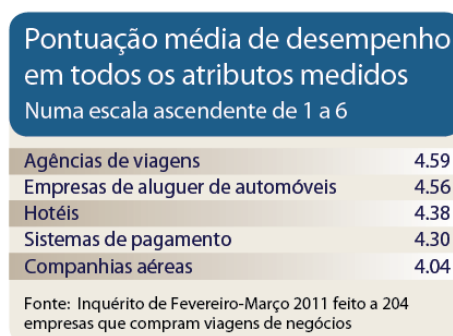 Pontuação média de desempenho
em todos os atributos medidos
Numa escala ascendente de 1 a 6
Agências de viagens 4.59
Empresas de aluguer de automóveis 4.56
Hotéis 4.38
Sistemas de pagamento 4.30
Companhias aéreas 4.04
Fonte: Inquérito de Fevereiro-Março 2011 feito a 204
empresas que compram viagens de negócios